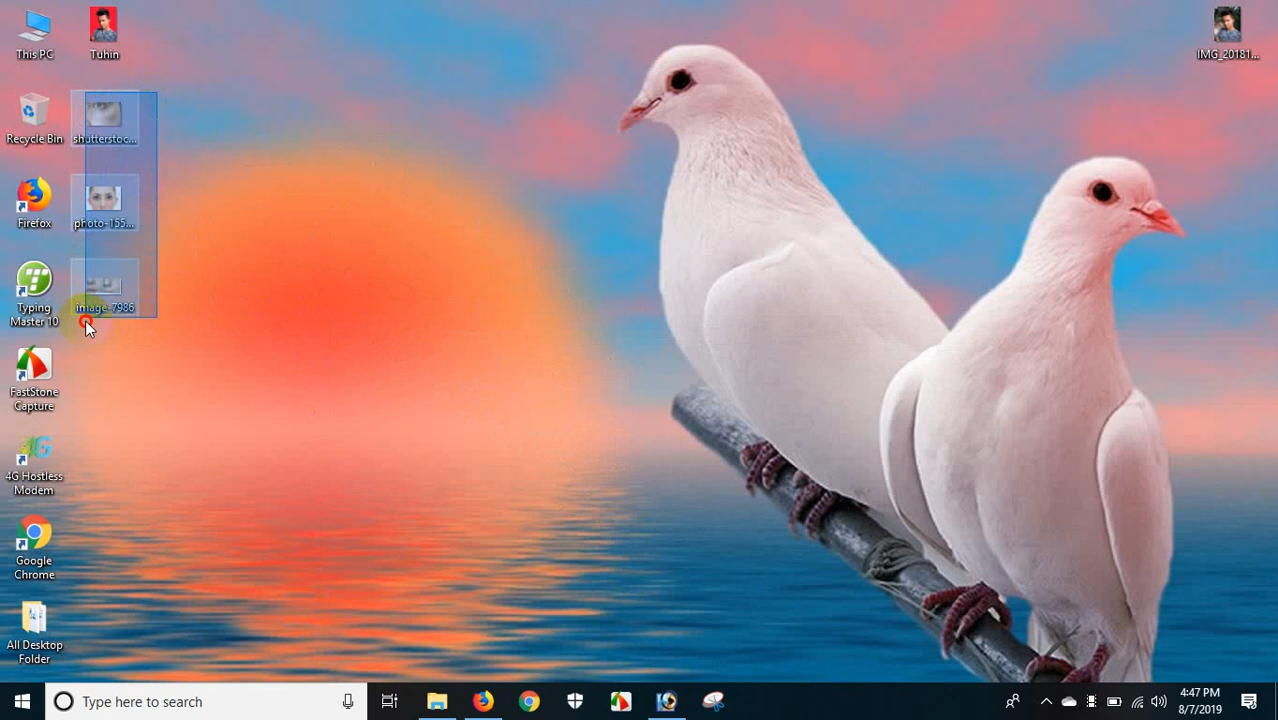 This PC
Tuhin
IMG_20181...
Recycle Bin
shutterstoc...
Firefox
photo-155...
Typing
Master 10
image-7986
FastStone
Capture
4G Hostless
Modem
Google
Chrome
All Desktop
Folder
Type here to search
4:47 PM
8/7/2019